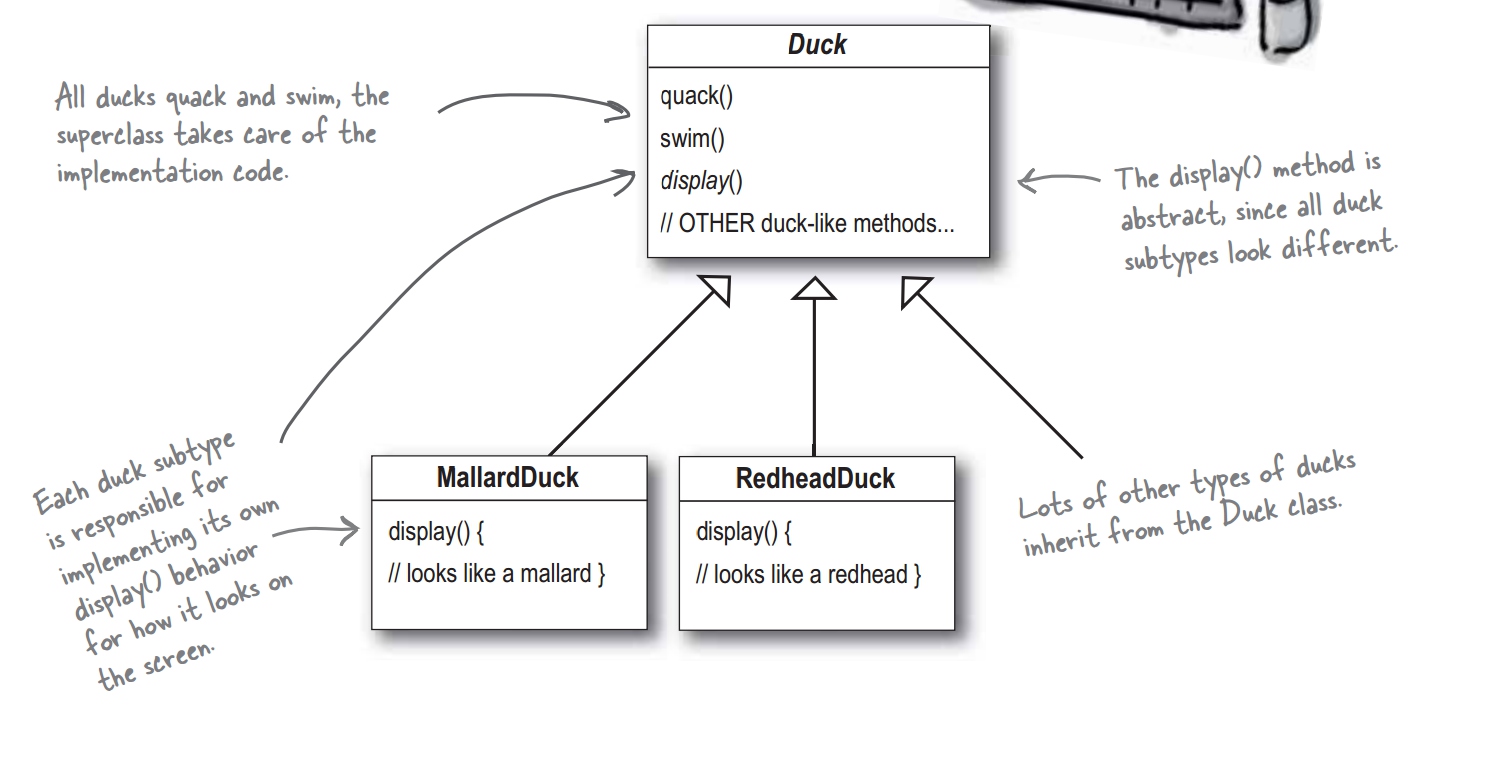 Duck
quack()
swim()
display()
// OTHER duck-like methods...
All ducks quack and swim, the
superclass takes care of the
implementation code.
The display() method is
abstract, since all duck
subtypes look different.
Each duck subtype
is responsible for
implementing its own
display() behavior
for how it looks on
the screen.
MallardDuck
display() {
// looks like a mallard }
RedheadDuck
display() {
// looks like a redhead }
Lots of other types of ducks
inherit from the Duck class.